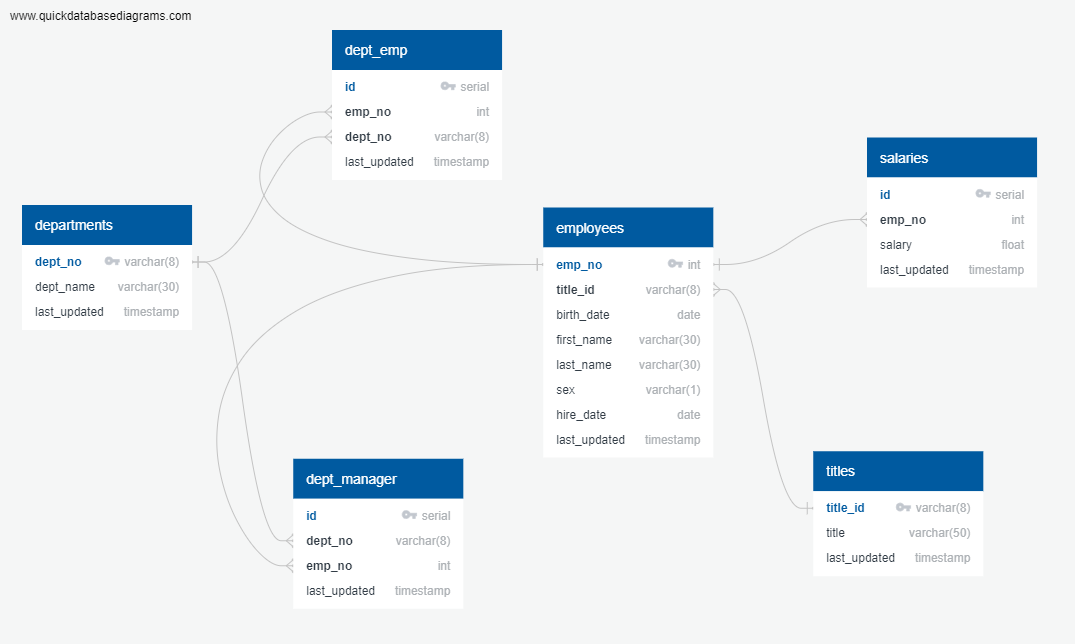 www.quickdatabasediagrams.com
dept_emp
id serial
emp_no int
dept_no varchar(8)
last_updated timestamp
departments
dept_no varchar(8)
dept_name varchar(30)
last_updated timestamp
employees
emp_no int
title_id varchar(8)
birth_date date
first_name varchar(30)
last_name varchar(30)
sex varchar(1)
hire_date date
last_updated timestamp
salaries
id serial
emp_no int
salary float
last_updated timestamp
dept_manager
id serial
dept_no varchar(8)
emp_no int
last_updated timestamp
titles
title_id varchar(8)
title varchar(50)
last_updated timestamp